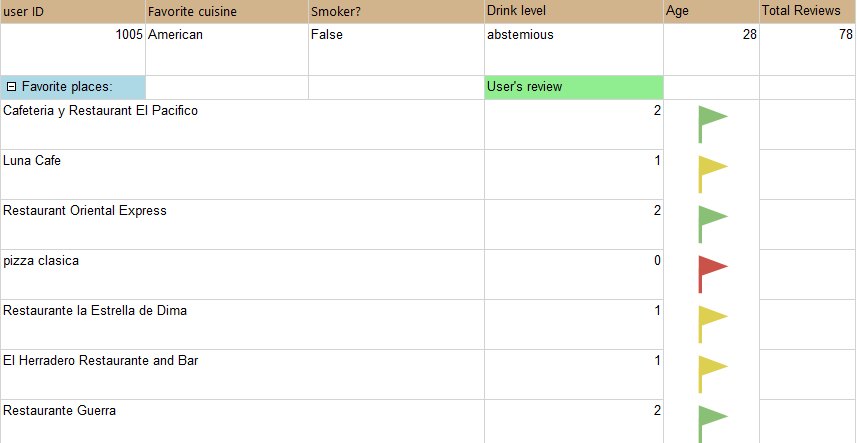 user ID Favorite cuisine Smoker? Drink level Age Total Reviews
1005 American False abstemious 28 78
Favorite places: User's review
Cafeteria y Restaurant El Pacifico 2
Luna Cafe 1
Restaurant Oriental Express 2
pizza clasica 0
Restaurante la Estrella de Dima 1
El Herradero Restaurante and Bar 1
Restaurante Guerra 2